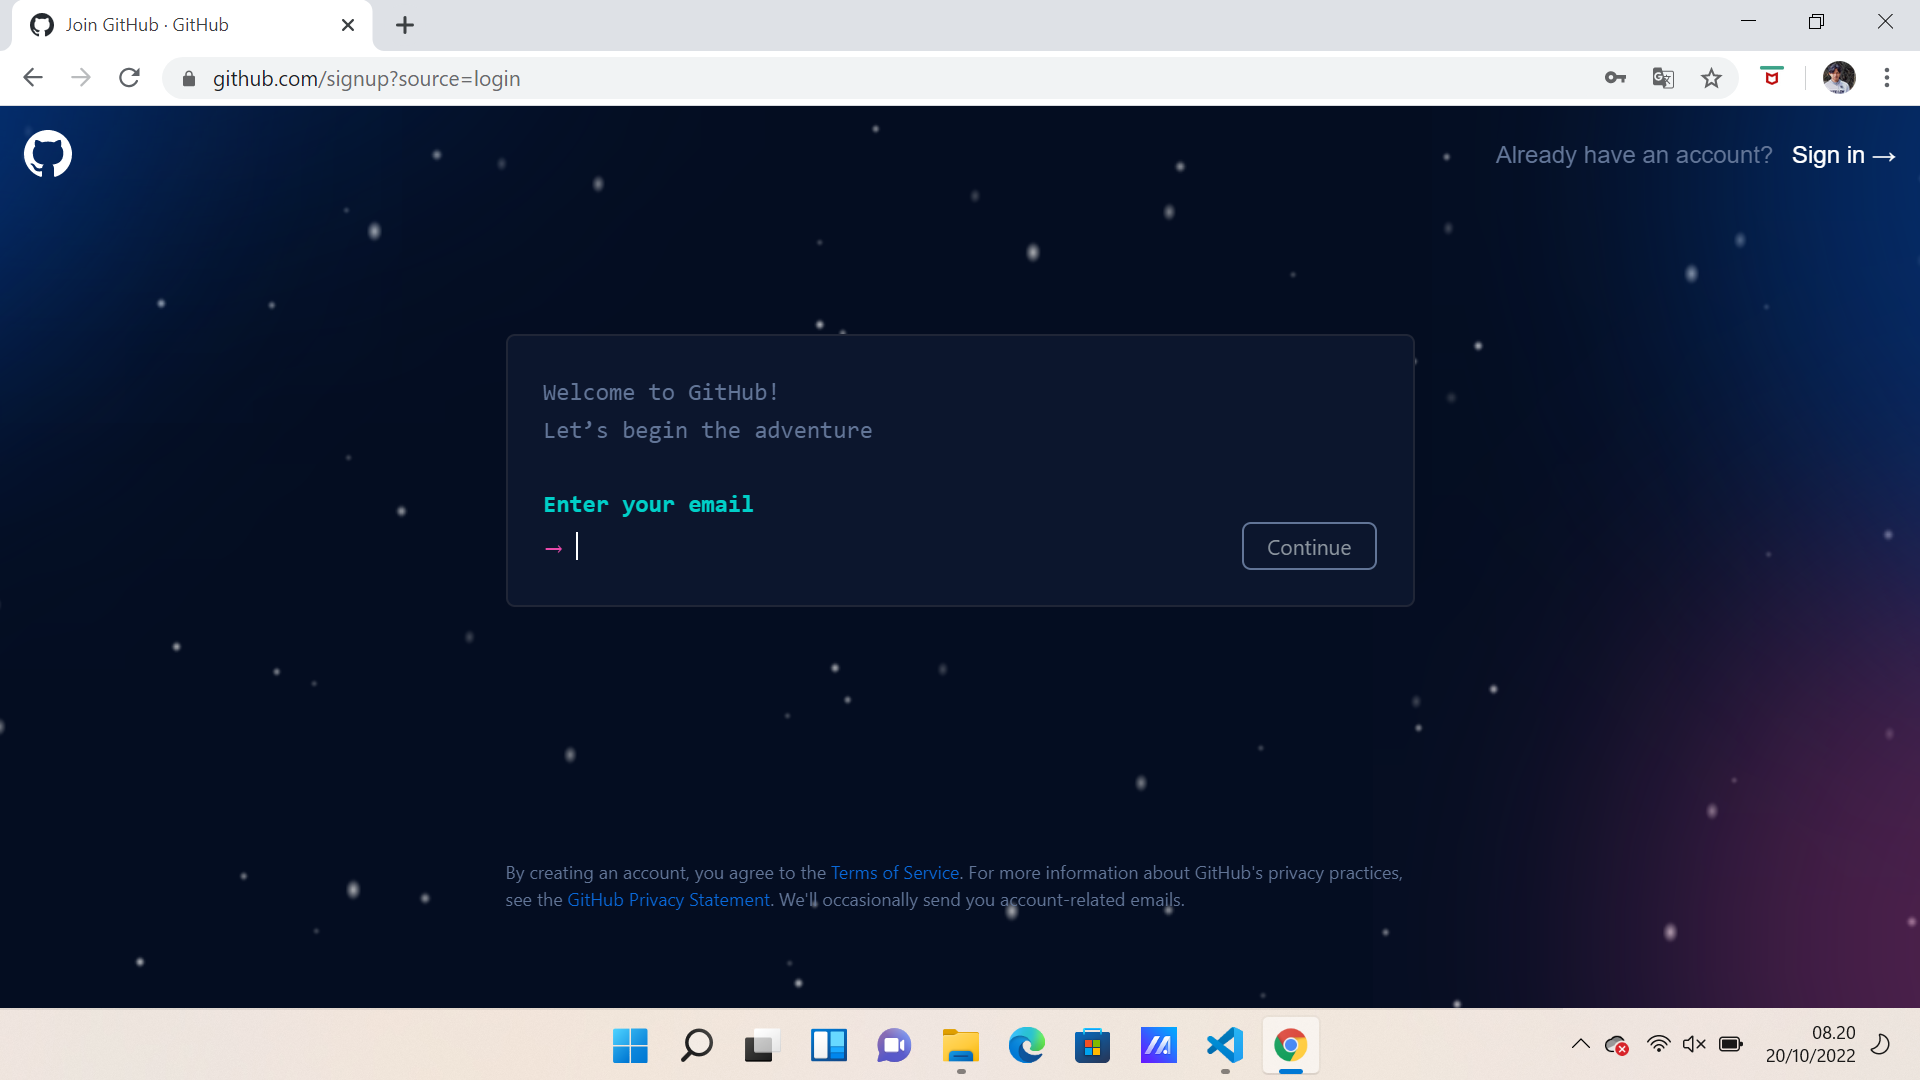 Join GitHub · GitHub
github.com/signup?source=login
Already have an account? Sign in →
Welcome to GitHub!
Let’s begin the adventure
Enter your email
→
Continue
By creating an account, you agree to the Terms of Service. For more information about GitHub's privacy practices,
see the GitHub Privacy Statement. We'll occasionally send you account-related emails.
08.20
20/10/2022